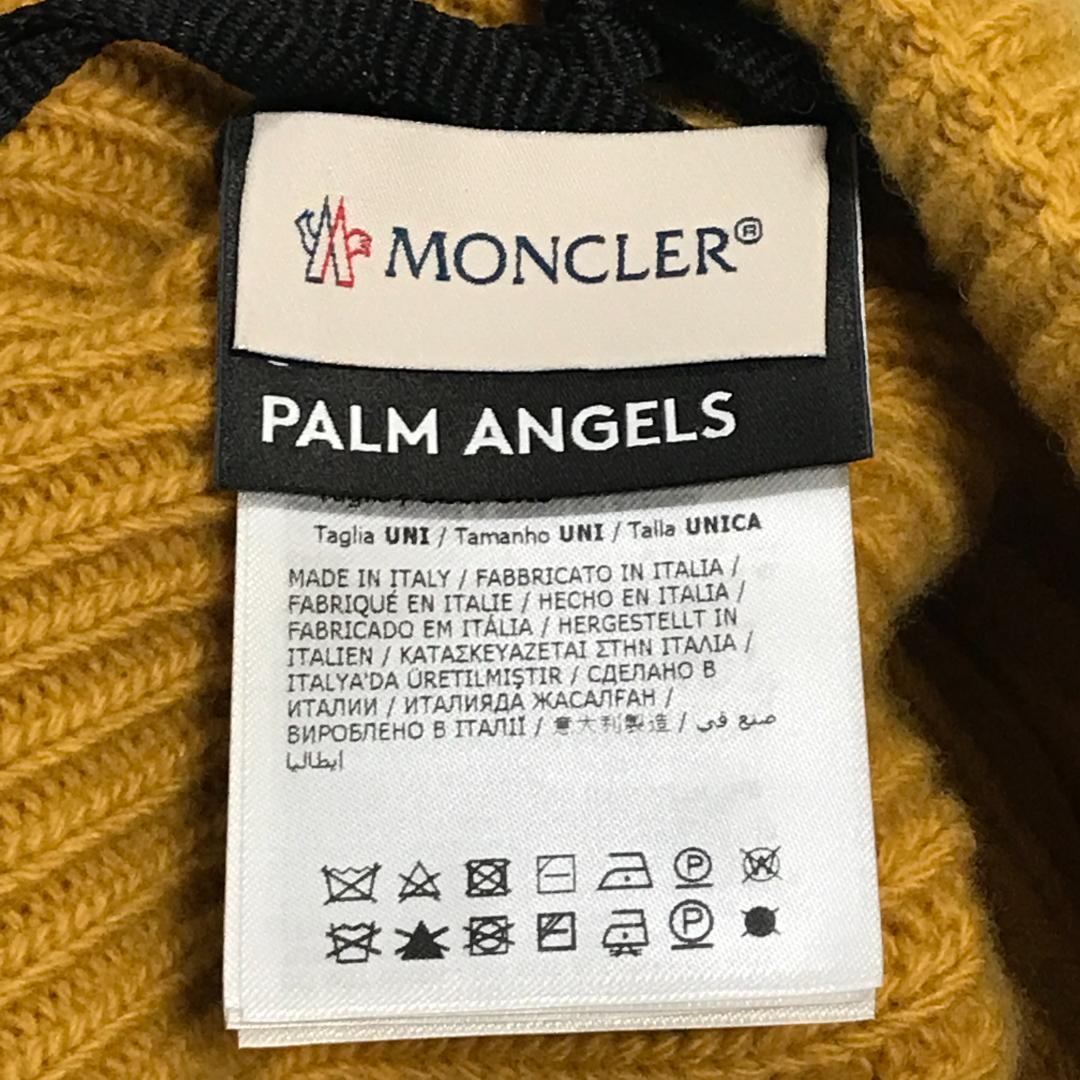 MONCLER®
PALM ANGELS
Taglia UNI / Tamanho UNI / Talla UNICA
MADE IN ITALY / FABBRICATO IN ITALIA /
FABRIQUÉ EN ITALIE / HECHO EN ITALIA /
FABRICADO EM ITÁLIA / HERGESTELLT IN
ITALIEN / ΚΑΤΑΣΚΕΥΑΖΕΤΑΙ ΣΤΗΝ ΙΤΑΛΙΑ /
ITALYA'DA ÜRETILMIŞTIR / СДЕЛАНО В
ИТАЛИИ / ИТАЛИЯДА ЖАСАЛҒАН /
ВИРОБЛЕНО В ІТАЛІЇ / 意大利製造 / صنع في
إيطاليا
P W
P